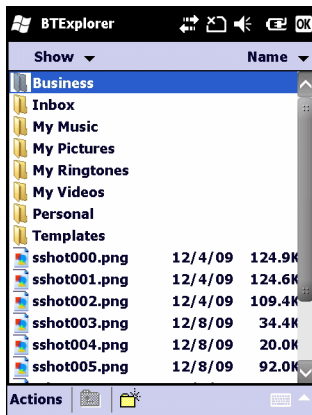 BTExplorer OK
Show Name
Business
Inbox
My Music
My Pictures
My Ringtones
My Videos
Personal
Templates
sshot000.png 12/4/09 124.9K
sshot001.png 12/4/09 124.6K
sshot002.png 12/4/09 109.4K
sshot003.png 12/8/09 34.4K
sshot004.png 12/8/09 20.0K
sshot005.png 12/8/09 92.0K
Actions